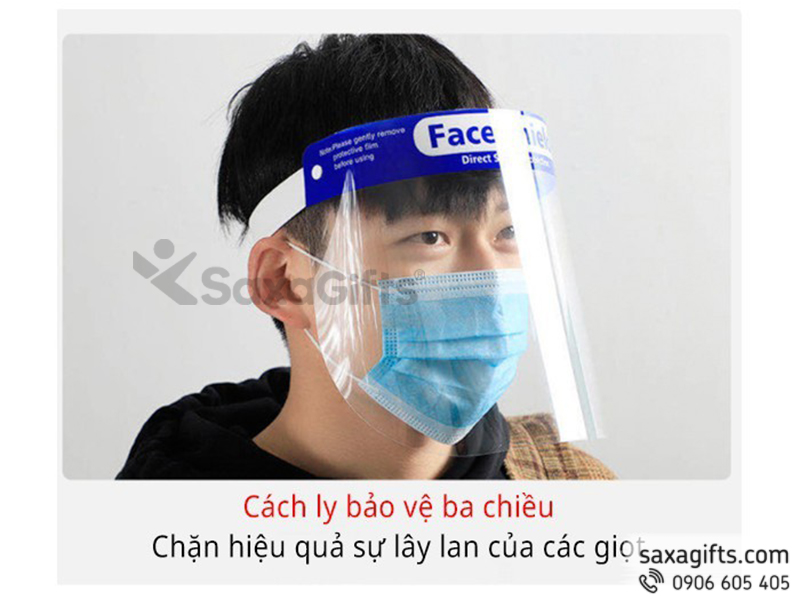 Note:Please gently remove
protective film
before using
Face
Direct
SaxaGifts®
Cách ly bảo vệ ba chiều
Chặn hiệu quả sự lây lan của các giọt
saxagifts.com
0906 605 405